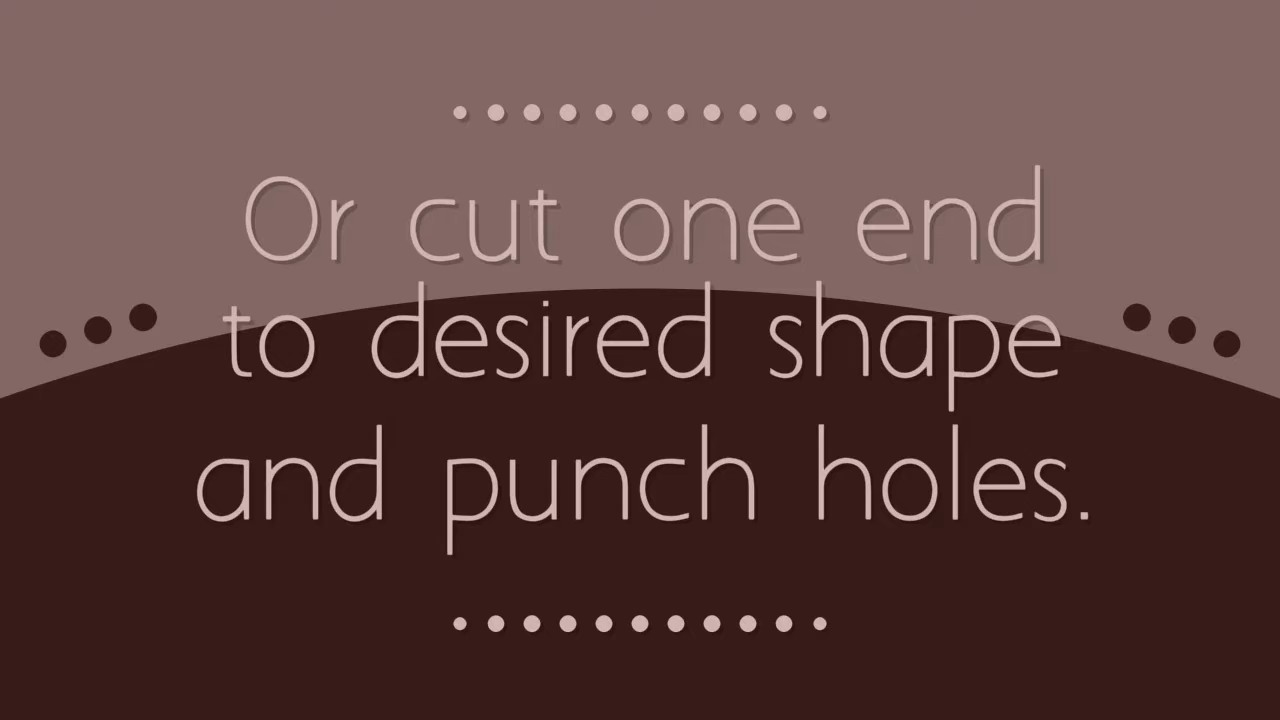 Or cut one end
to desired shape
and punch holes.